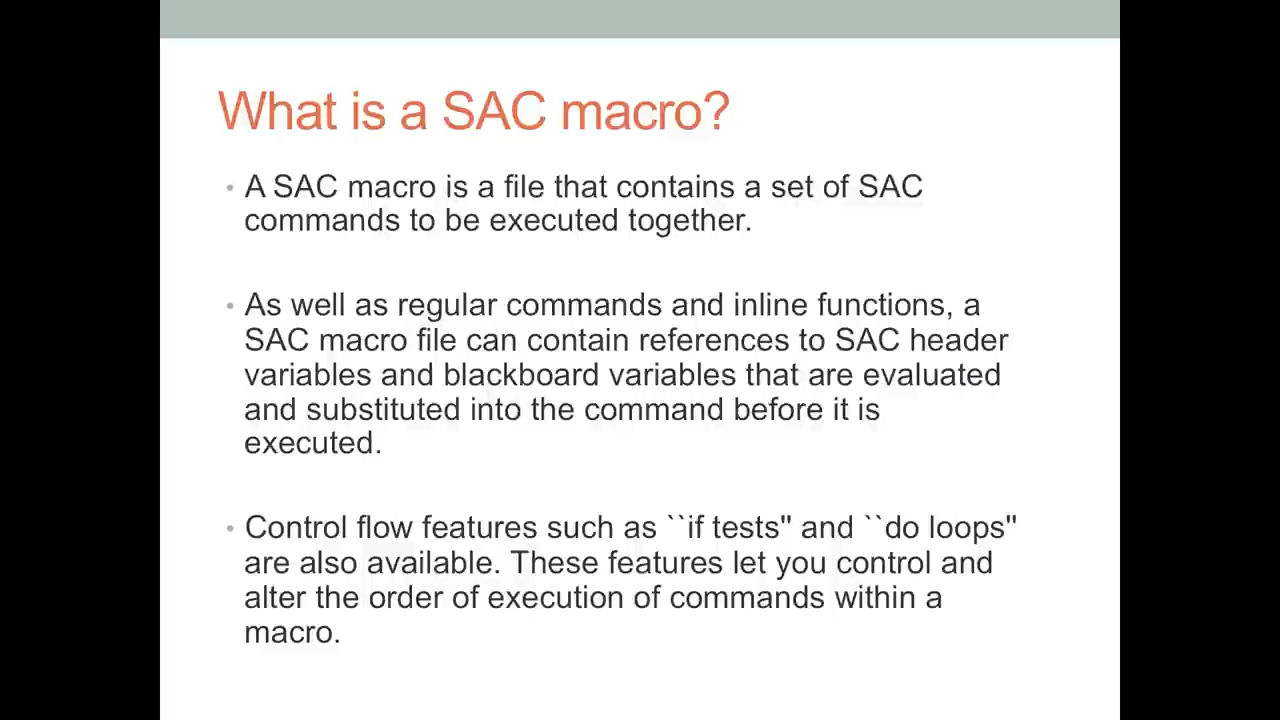 What is a SAC macro?
• A SAC macro is a file that contains a set of SAC
commands to be executed together.
• As well as regular commands and inline functions, a
SAC macro file can contain references to SAC header
variables and blackboard variables that are evaluated
and substituted into the command before it is
executed.
• Control flow features such as ``if tests'' and ``do loops''
are also available. These features let you control and
alter the order of execution of commands within a
macro.